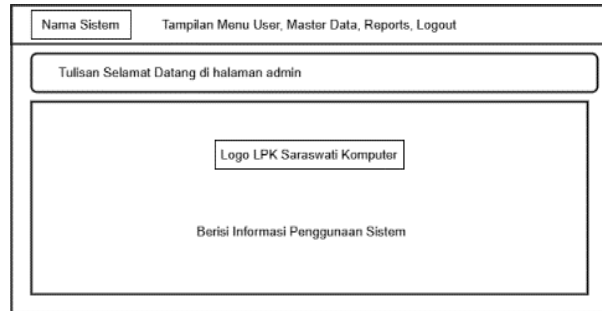 Nama Sistem Tampilan Menu User, Master Data, Reports, Logout
Tulisan Selamat Datang di halaman admin
Logo LPK Saraswati Komputer
Berisi Informasi Penggunaan Sistem